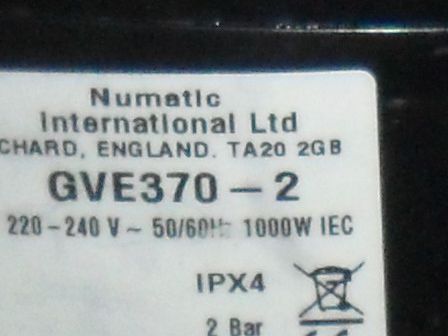 Numatic
International Ltd
CHARD, ENGLAND. TA20 2GB
GVE370 – 2
220 – 240 V ~ 50/60Hz 1000W IEC
IPX4
2 Bar